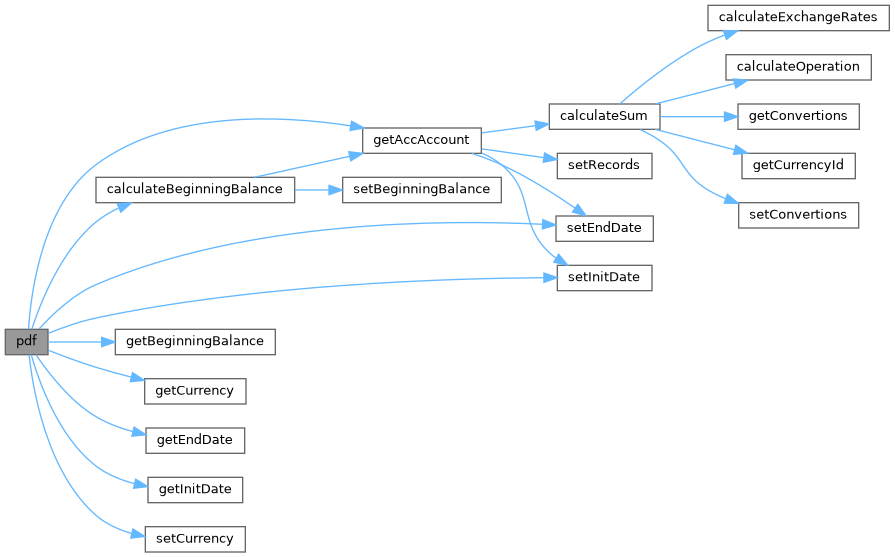 calculateExchangeRates
calculateOperation
calculateSum
getConvertions
getAccAccount
setRecords
getCurrencyId
calculateBeginningBalance
setBeginningBalance
setConvertions
setEndDate
setInitDate
pdf
getBeginningBalance
getCurrency
getEndDate
getInitDate
setCurrency